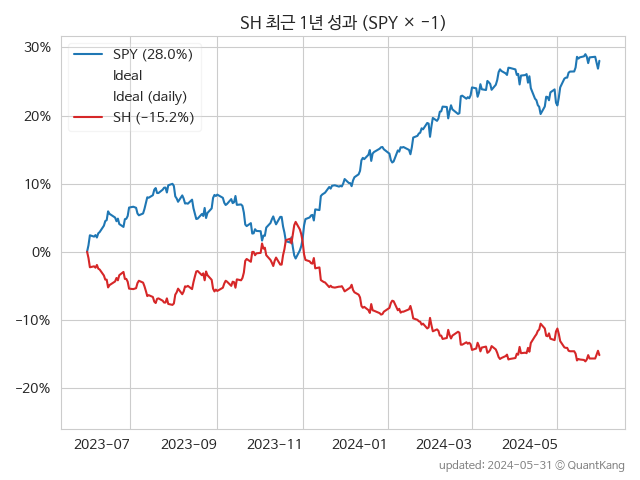 SH 최근 1년 성과 (SPY × −1)
30%
20%
10%
0%
−10%
−20%
SPY (28.0%)
Ideal
Ideal (daily)
SH (−15.2%)
2023−07
2023−09
2023−11
2024−01
2024−03
2024−05
updated: 2024-05-31 © QuantKang